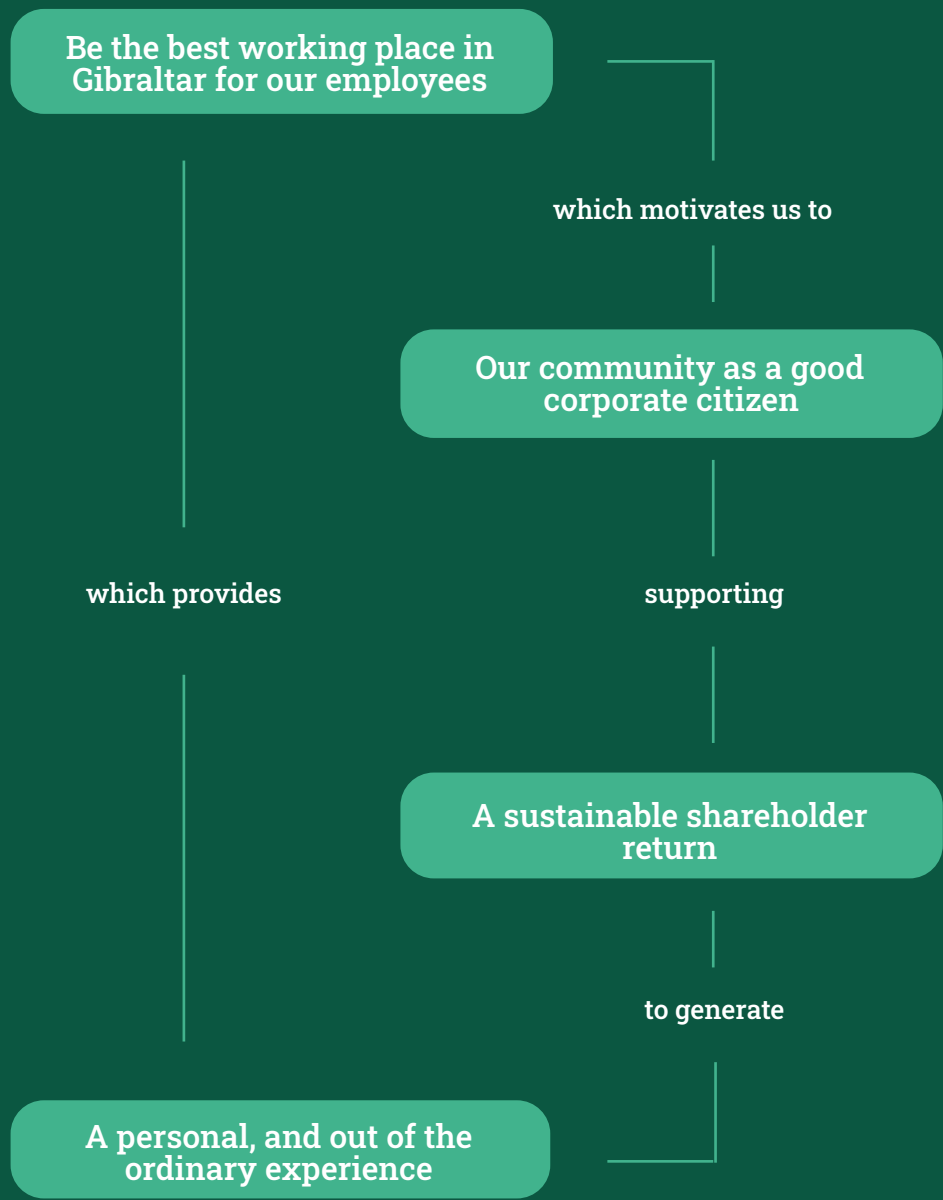 Be the best working place in
Gibraltar for our employees
which motivates us to
Our community as a good
corporate citizen
which provides
supporting
A sustainable shareholder
return
to generate
A personal, and out of the
ordinary experience